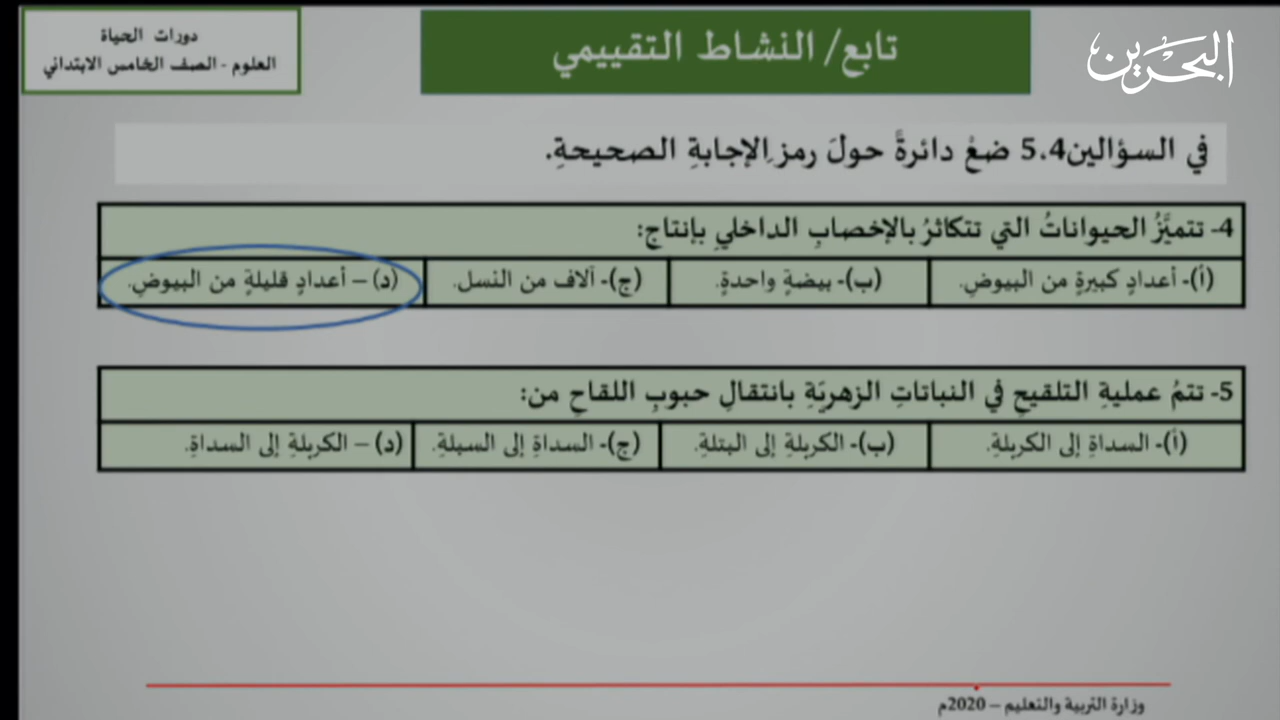 دورات الحياة
العلوم - الصف الخامس الابتدائي
تابع/ النشاط التقييمي
البحرين
في السؤالين5،4 ضعْ دائرةً حولَ رمزِ الإجابةِ الصحيحةِ.
4- تتميَّزُ الحيواناتُ التي تتكاثرُ بالإخصابِ الداخليِ بإنتاج:
(أ)- أعدادٍ كبيرةٍ من البيوضِ.
(ب)- بيضةٍ واحدةٍ.
(ج)- آلاف من النسل.
(د) – أعدادٍ قليلةٍ من البيوضِ.
5- تتمُ عمليةِ التلقيحِ في النباتاتِ الزهريَةِ بانتقالِ حبوبِ اللقاحِ من:
(أ)- السداةِ إلى الكربلةِ.
(ب)- الكربلةِ إلى البتلةِ.
(ج)- السداةِ إلى السبلةِ.
(د) – الكربلةِ إلى السداةِ.
وزارة التربية والتعليم – 2020م